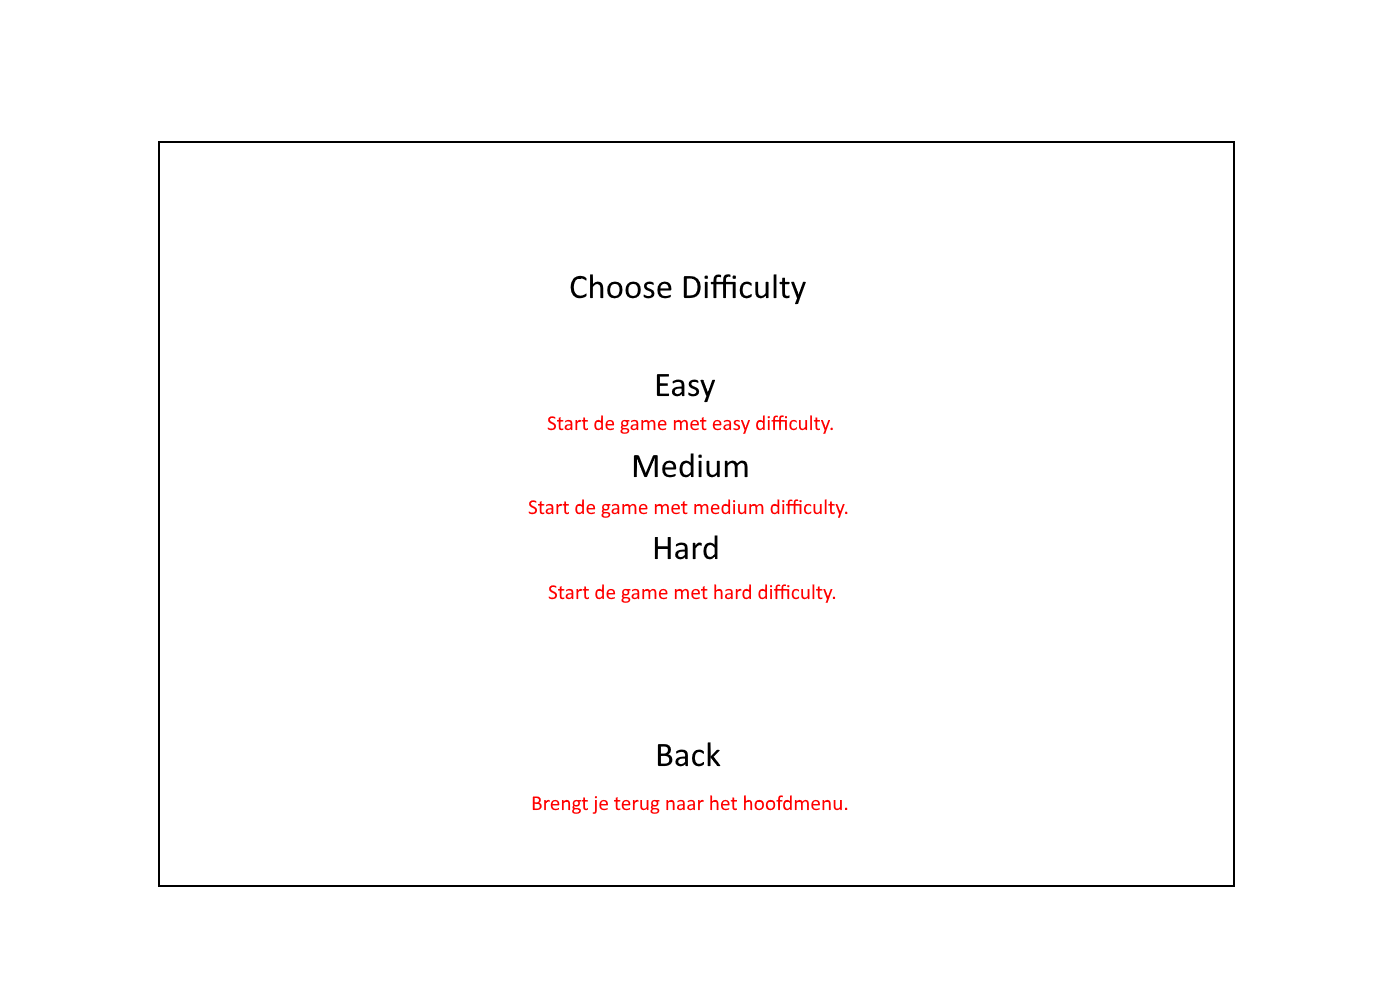 Choose Difficulty
Easy
Start de game met easy difficulty.
Medium
Start de game met medium difficulty.
Hard
Start de game met hard difficulty.
Back
Brengt je terug naar het hoofdmenu.